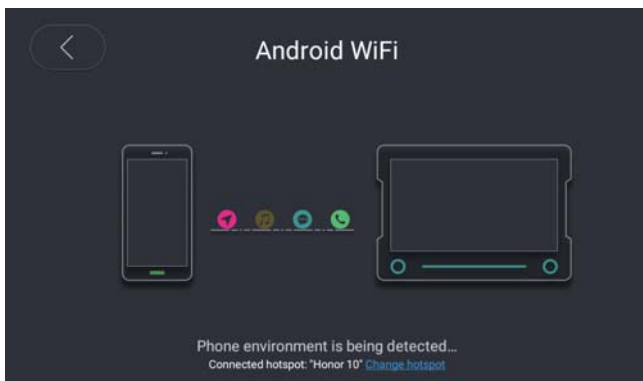 Android WiFi
Phone environment is being detected...
Connected hotspot: "Honor 10" Change hotspot